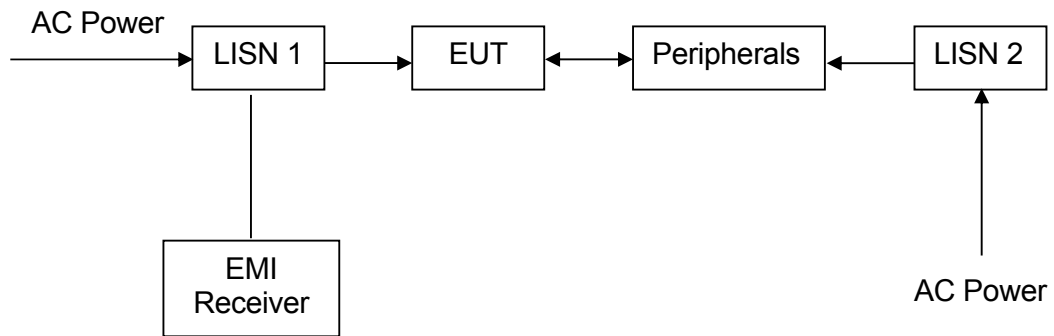 AC Power
LISN 1
EUT
Peripherals
LISN 2
EMI
Receiver
AC Power